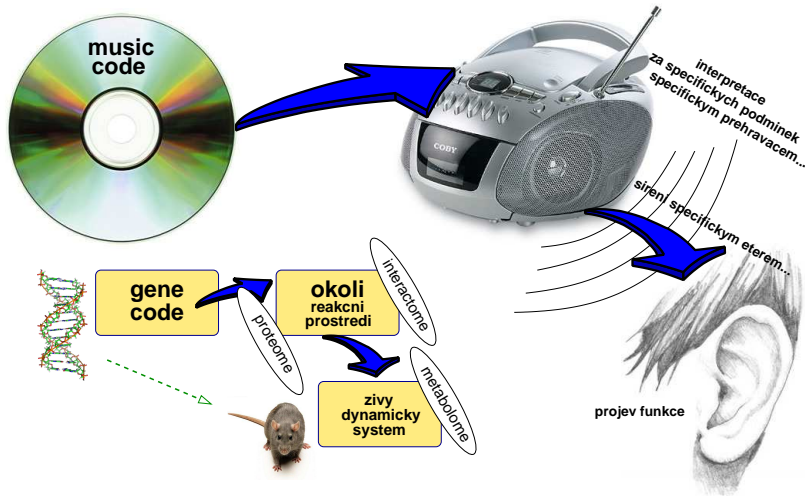 music
code
COBY
interpretace
za specifickych podminek
specifickym prehravacem...
sireni specifickym eterem...
gene
code
okoli
reakcni
prostredi
interactome
proteome
zivy
dynamicky
system
metabolome
projev funkce